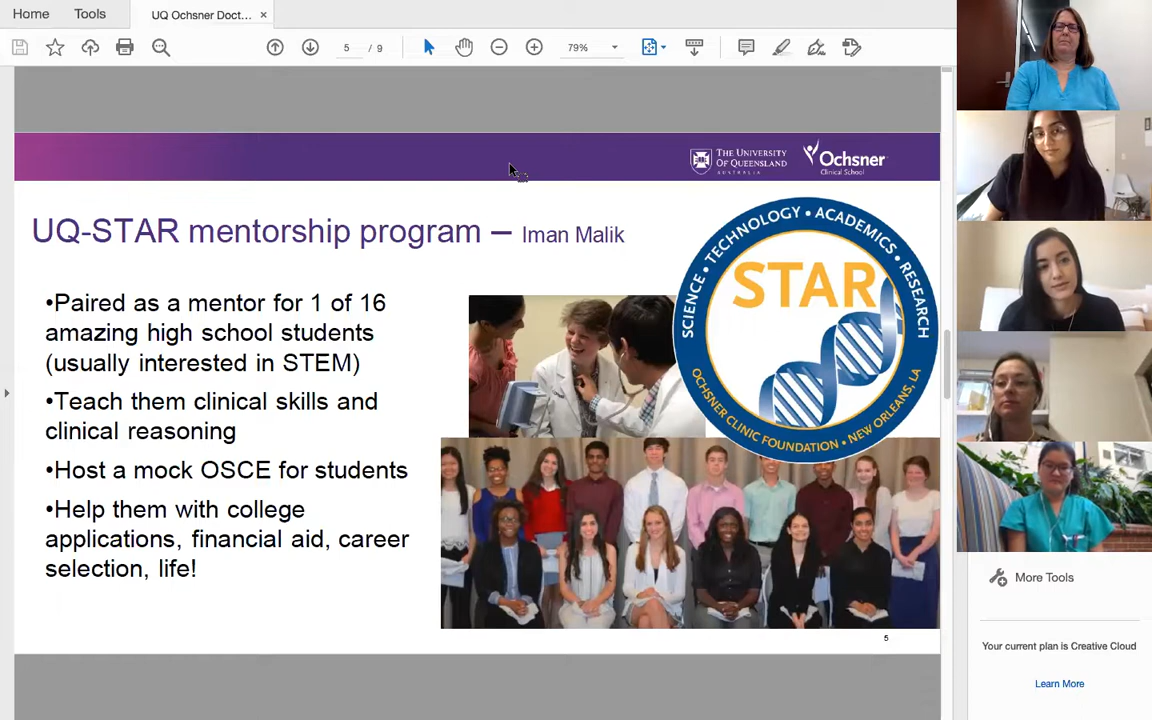 Home
Tools
UQ Ochsner Doct... ×
5 / 9
79%
THE UNIVERSITY
OF QUEENSLAND
AUSTRALIA
Ochsner
Clinical School
UQ-STAR mentorship program – Iman Malik
•Paired as a mentor for 1 of 16
amazing high school students
(usually interested in STEM)
•Teach them clinical skills and
clinical reasoning
•Host a mock OSCE for students
•Help them with college
applications, financial aid, career
selection, life!
SCIENCE • TECHNOLOGY • ACADEMICS • RESEARCH
STAR
OCHSNER CLINIC FOUNDATION • NEW ORLEANS, LA
5
More Tools
Your current plan is Creative Cloud
Learn More